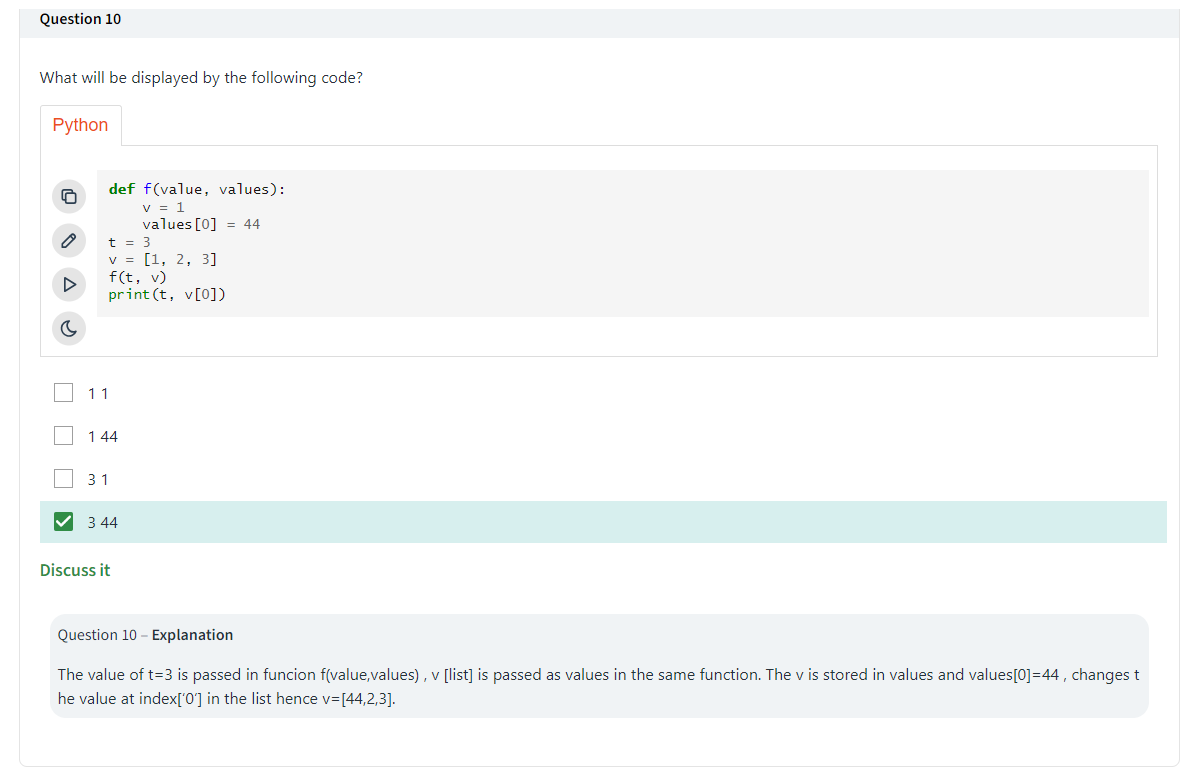 Question 10
What will be displayed by the following code?
Python
def f(value, values):
    v = 1
    values[0] = 44
t = 3
v = [1, 2, 3]
f(t, v)
print(t, v[0])
1 1
1 44
3 1
3 44
Discuss it
Question 10 – Explanation
The value of t=3 is passed in funcion f(value,values) , v [list] is passed as values in the same function. The v is stored in values and values[0]=44 , changes t
he value at index[‘0’] in the list hence v=[44,2,3].